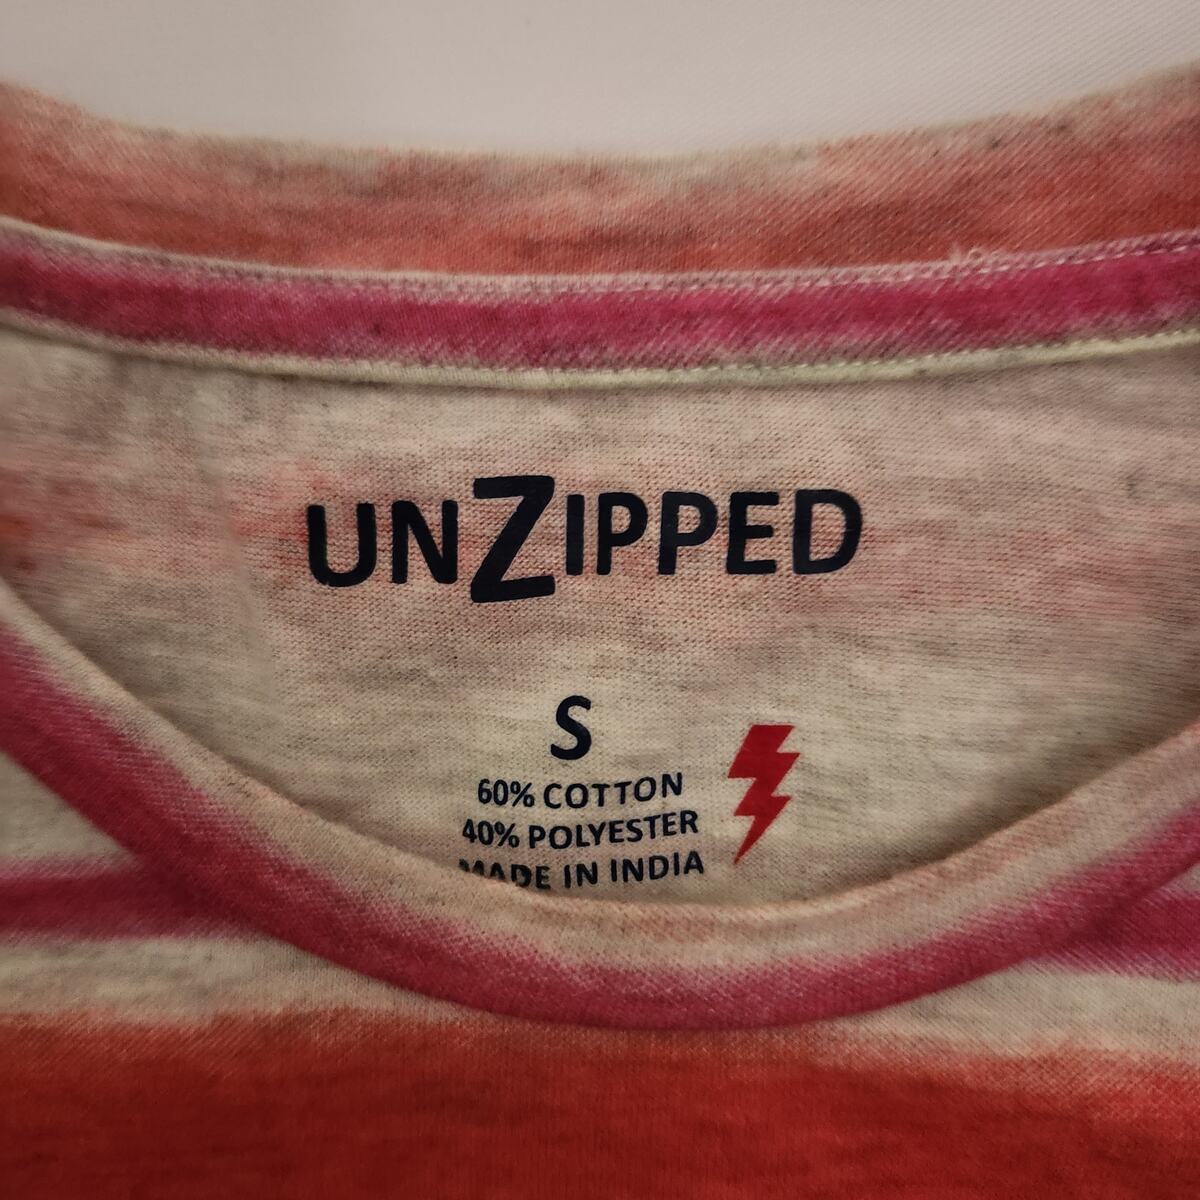 UNZIPPED
S
60% COTTON
40% POLYESTER
MADE IN INDIA